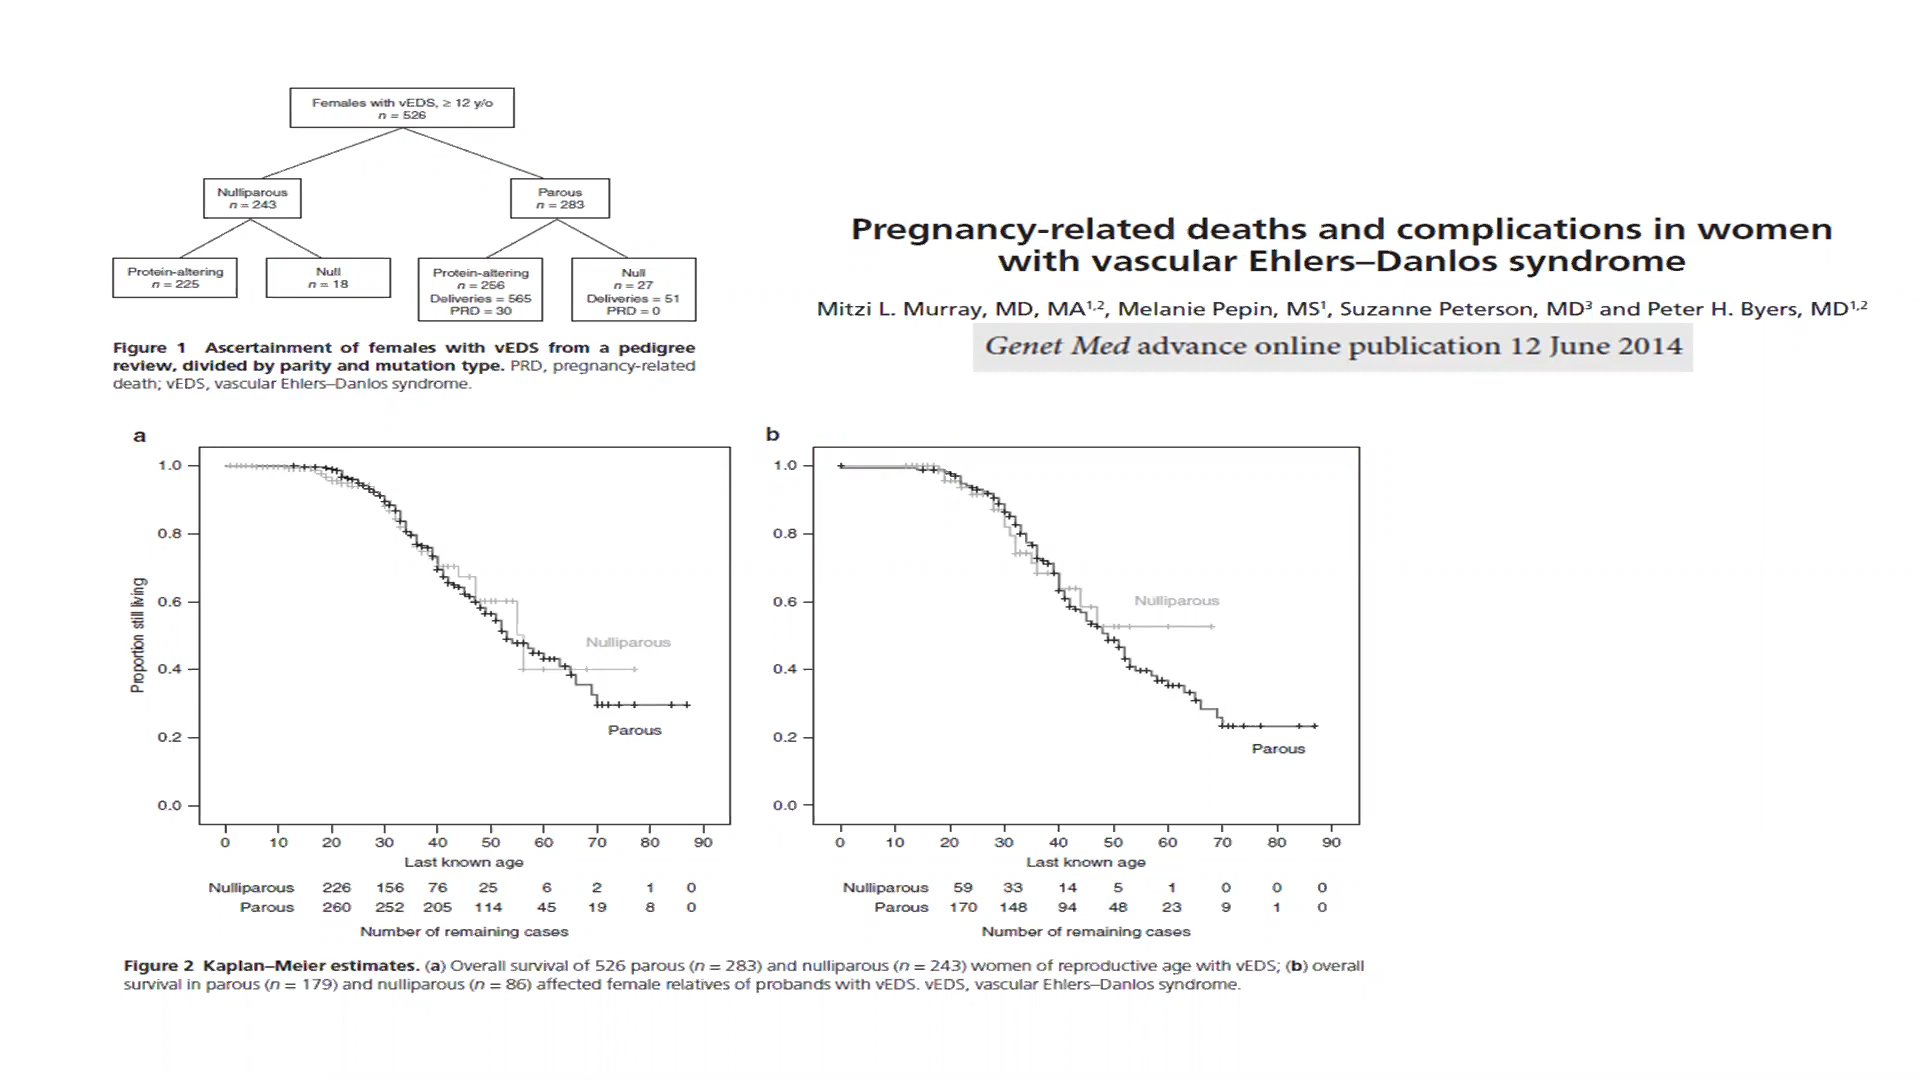 Females with vEDS, ≥ 12 y/o
n = 526
Nulliparous
n = 243
Parous
n = 283
Protein-altering
n = 225
Null
n = 18
Protein-altering
n = 256
Deliveries = 565
PRD = 30
Null
n = 27
Deliveries = 51
PRD = 0
Figure 1 Ascertainment of females with vEDS from a pedigree
review, divided by parity and mutation type. PRD, pregnancy-related
death; vEDS, vascular Ehlers–Danlos syndrome.
Pregnancy-related deaths and complications in women
with vascular Ehlers–Danlos syndrome
Mitzi L. Murray, MD, MA1,2, Melanie Pepin, MS1, Suzanne Peterson, MD3 and Peter H. Byers, MD1,2
Genet Med advance online publication 12 June 2014
a
1.0
0.8
0.6
0.4
0.2
0.0
Proportion still living
Nulliparous
Parous
0 10 20 30 40 50 60 70 80 90
Last known age
Nulliparous 226 156 76 25 6 2 1 0
Parous 260 252 205 114 45 19 8 0
Number of remaining cases
b
1.0
0.8
0.6
0.4
0.2
0.0
Nulliparous
Parous
0 10 20 30 40 50 60 70 80 90
Last known age
Nulliparous 59 33 14 5 1 0 0 0
Parous 170 148 94 48 23 9 1 0
Number of remaining cases
Figure 2 Kaplan–Meier estimates. (a) Overall survival of 526 parous (n = 283) and nulliparous (n = 243) women of reproductive age with vEDS; (b) overall
survival in parous (n = 179) and nulliparous (n = 86) affected female relatives of probands with vEDS. vEDS, vascular Ehlers–Danlos syndrome.